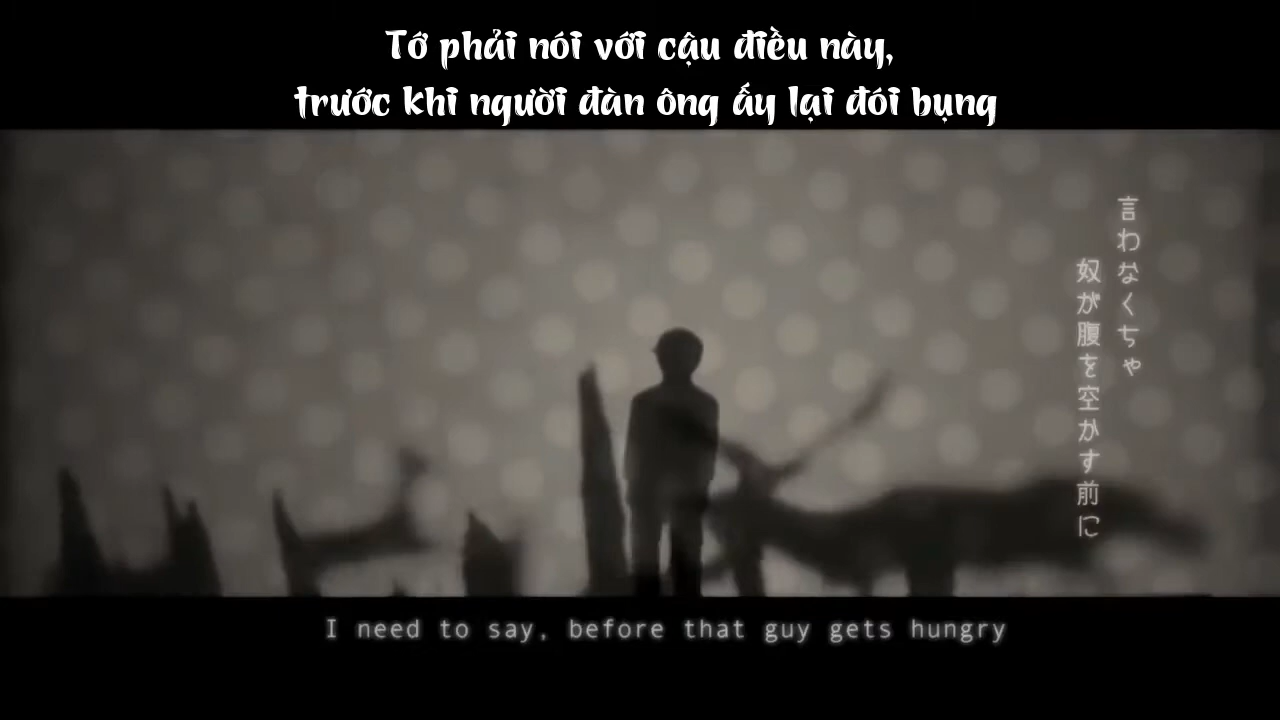 Tớ phải nói với cậu điều này,
trước khi người đàn ông ấy lại đói bụng
言わなくちゃ
奴が腹を空かす前に
I need to say, before that guy gets hungry